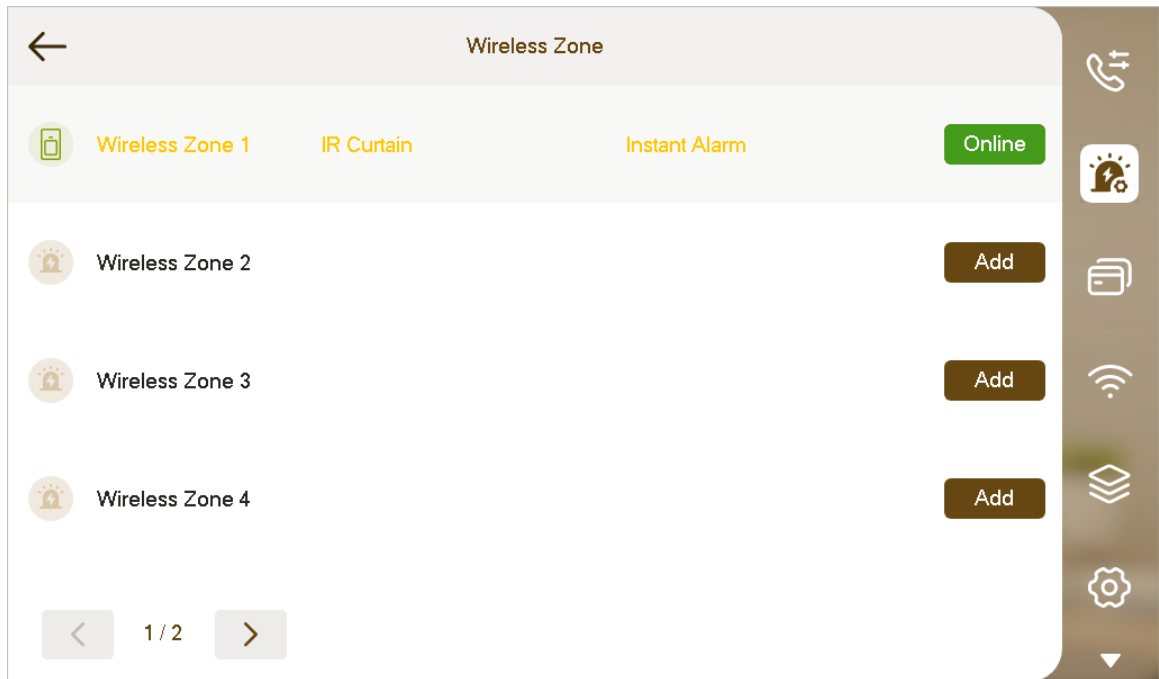 Wireless Zone
Wireless Zone 1 IR Curtain Instant Alarm Online
Wireless Zone 2 Add
Wireless Zone 3 Add
Wireless Zone 4 Add
1 / 2